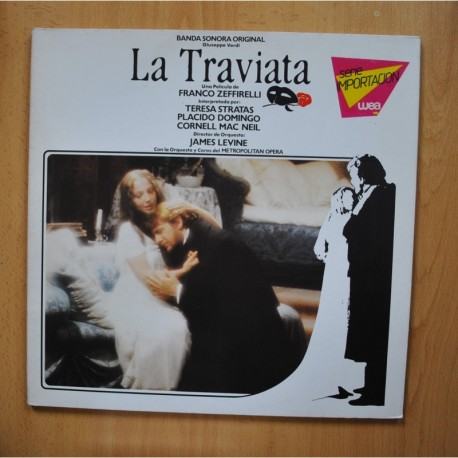 BANDA SONORA ORIGINAL
Giuseppe Verdi
La Traviata
Una Película de
FRANCO ZEFFIRELLI
Interpretada por:
TERESA STRATAS
PLACIDO DOMINGO
CORNELL MAC NEIL
Director de Orquesta:
JAMES LEVINE
Con la Orquesta y Coros del METROPOLITAN OPERA
serie
IMPORTACION
wea